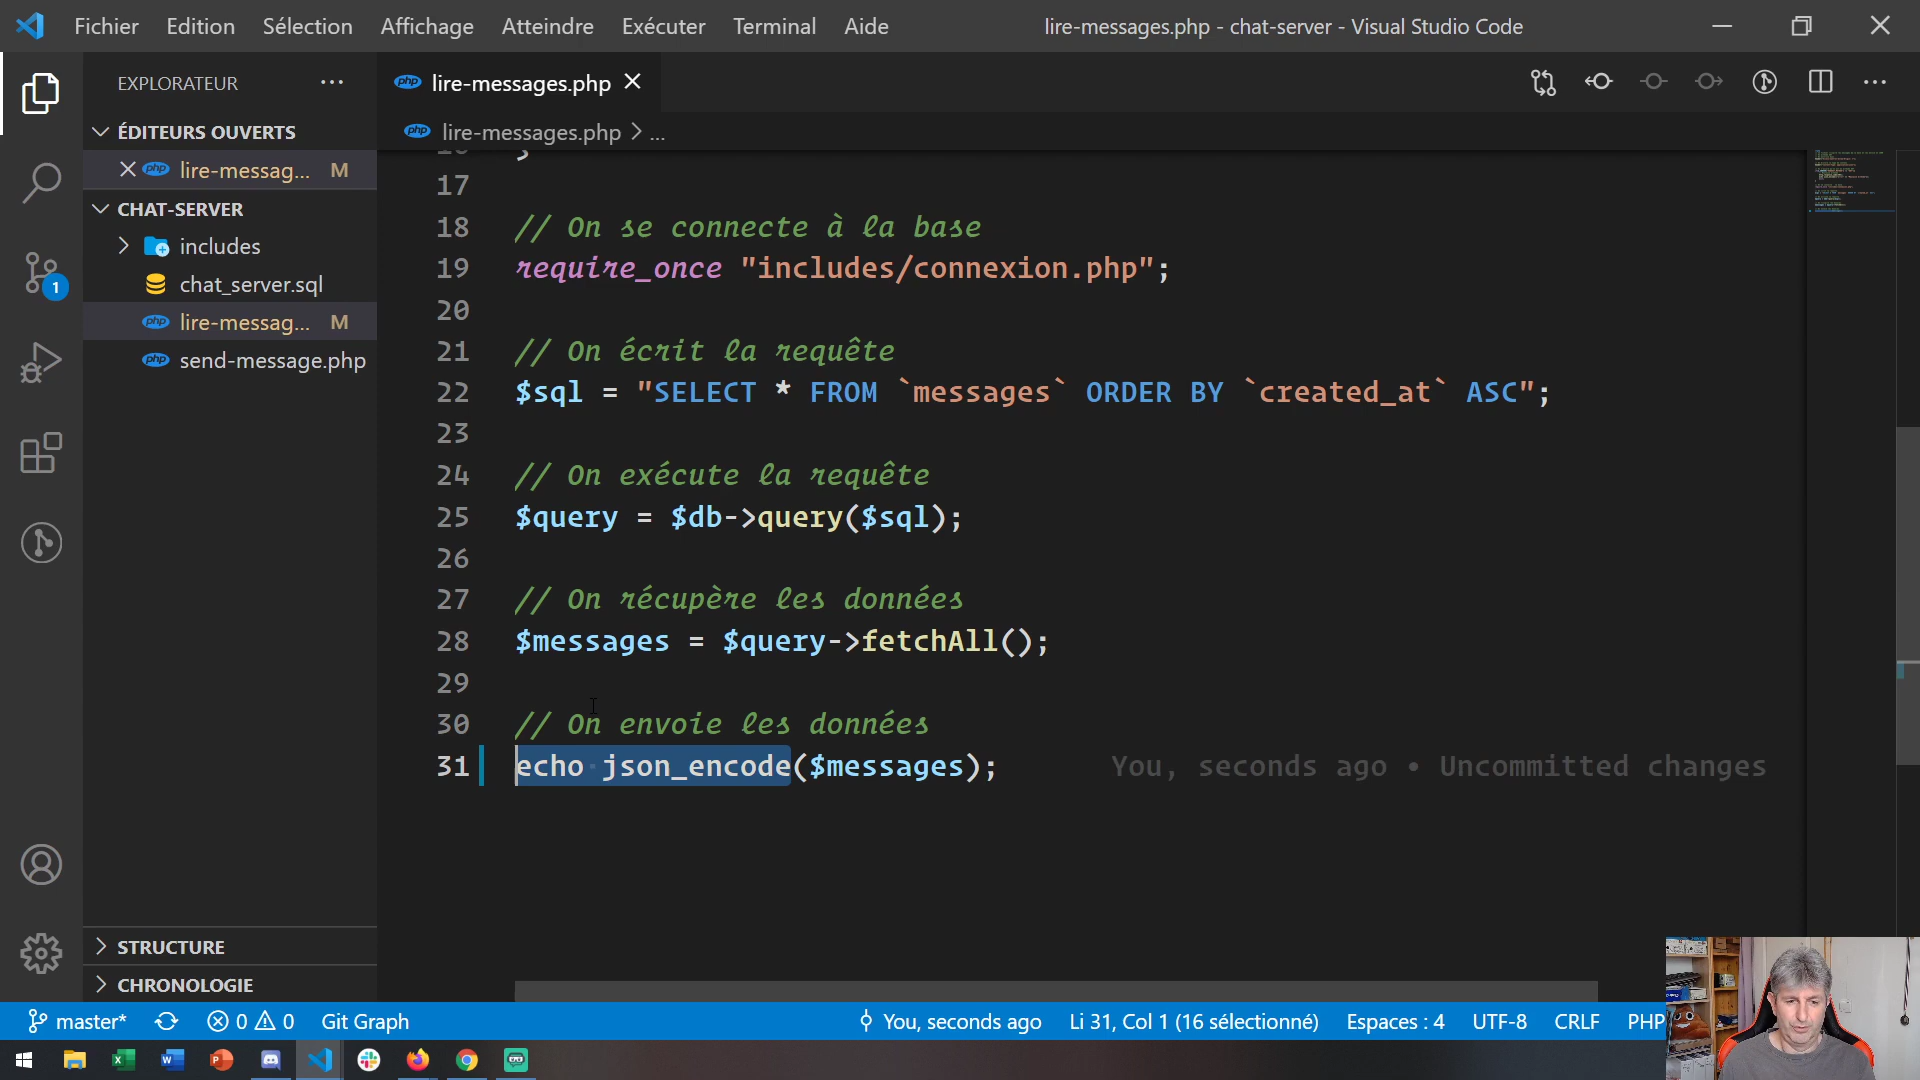 Fichier Edition Sélection Affichage Atteindre Exécuter Terminal Aide
lire-messages.php - chat-server - Visual Studio Code
EXPLORATEUR
ÉDITEURS OUVERTS
php lire-messag... M
CHAT-SERVER
includes
chat_server.sql
php lire-messag... M
php send-message.php
STRUCTURE
CHRONOLOGIE
1
php lire-messages.php
php lire-messages.php > ...
17
18 // On se connecte à la base
19 require_once "includes/connexion.php";
20
21 // On écrit la requête
22 $sql = "SELECT * FROM `messages` ORDER BY `created_at` ASC";
23
24 // On exécute la requête
25 $query = $db->query($sql);
26
27 // On récupère les données
28 $messages = $query->fetchAll();
29
30 // On envoie les données
31 echo json_encode($messages); You, seconds ago • Uncommitted changes
master* 0 0 Git Graph You, seconds ago Li 31, Col 1 (16 sélectionné) Espaces : 4 UTF-8 CRLF PHP